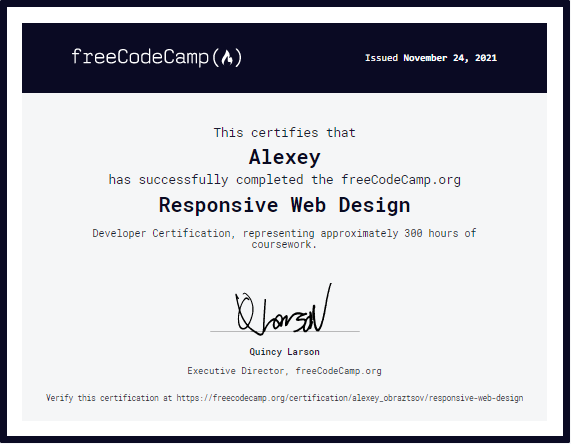 freeCodeCamp(🔥)
Issued November 24, 2021
This certifies that
Alexey
has successfully completed the freeCodeCamp.org
Responsive Web Design
Developer Certification, representing approximately 300 hours of
coursework.
Q Larson
Quincy Larson
Executive Director, freeCodeCamp.org
Verify this certification at https://freecodecamp.org/certification/alexey_obraztsov/responsive-web-design